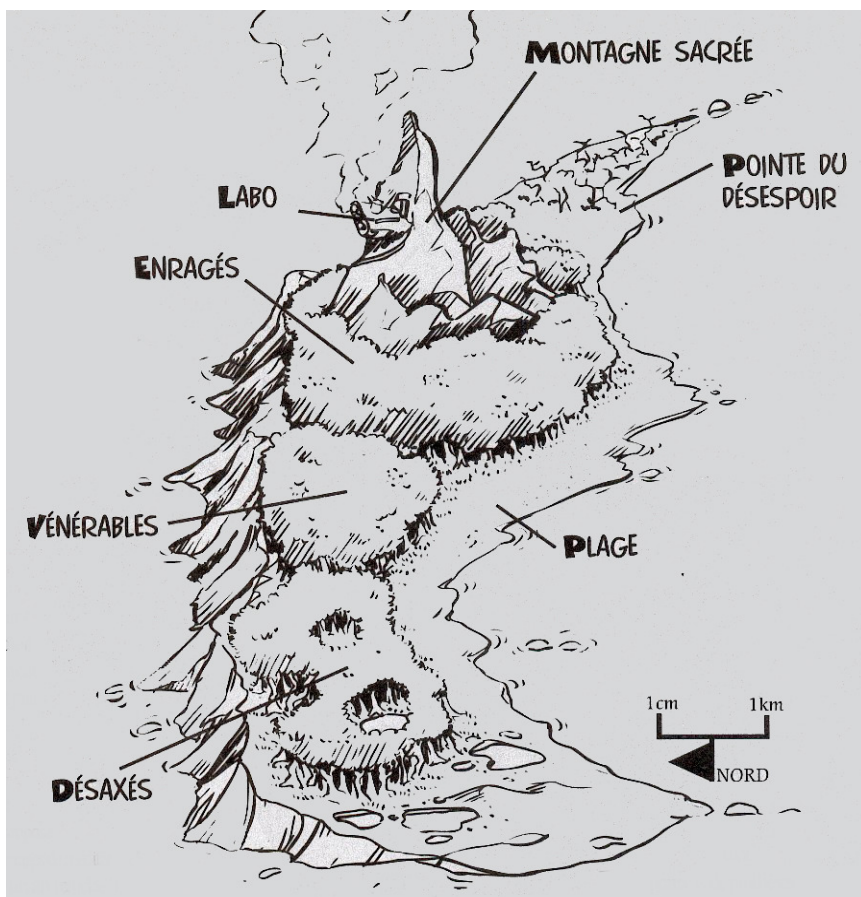 MONTAGNE SACRÉE
POINTE DU
DÉSESPOIR
LABO
ENRAGÉS
VÉNÉRABLES
PLAGE
1cm 1km
NORD
DÉSAXÉS